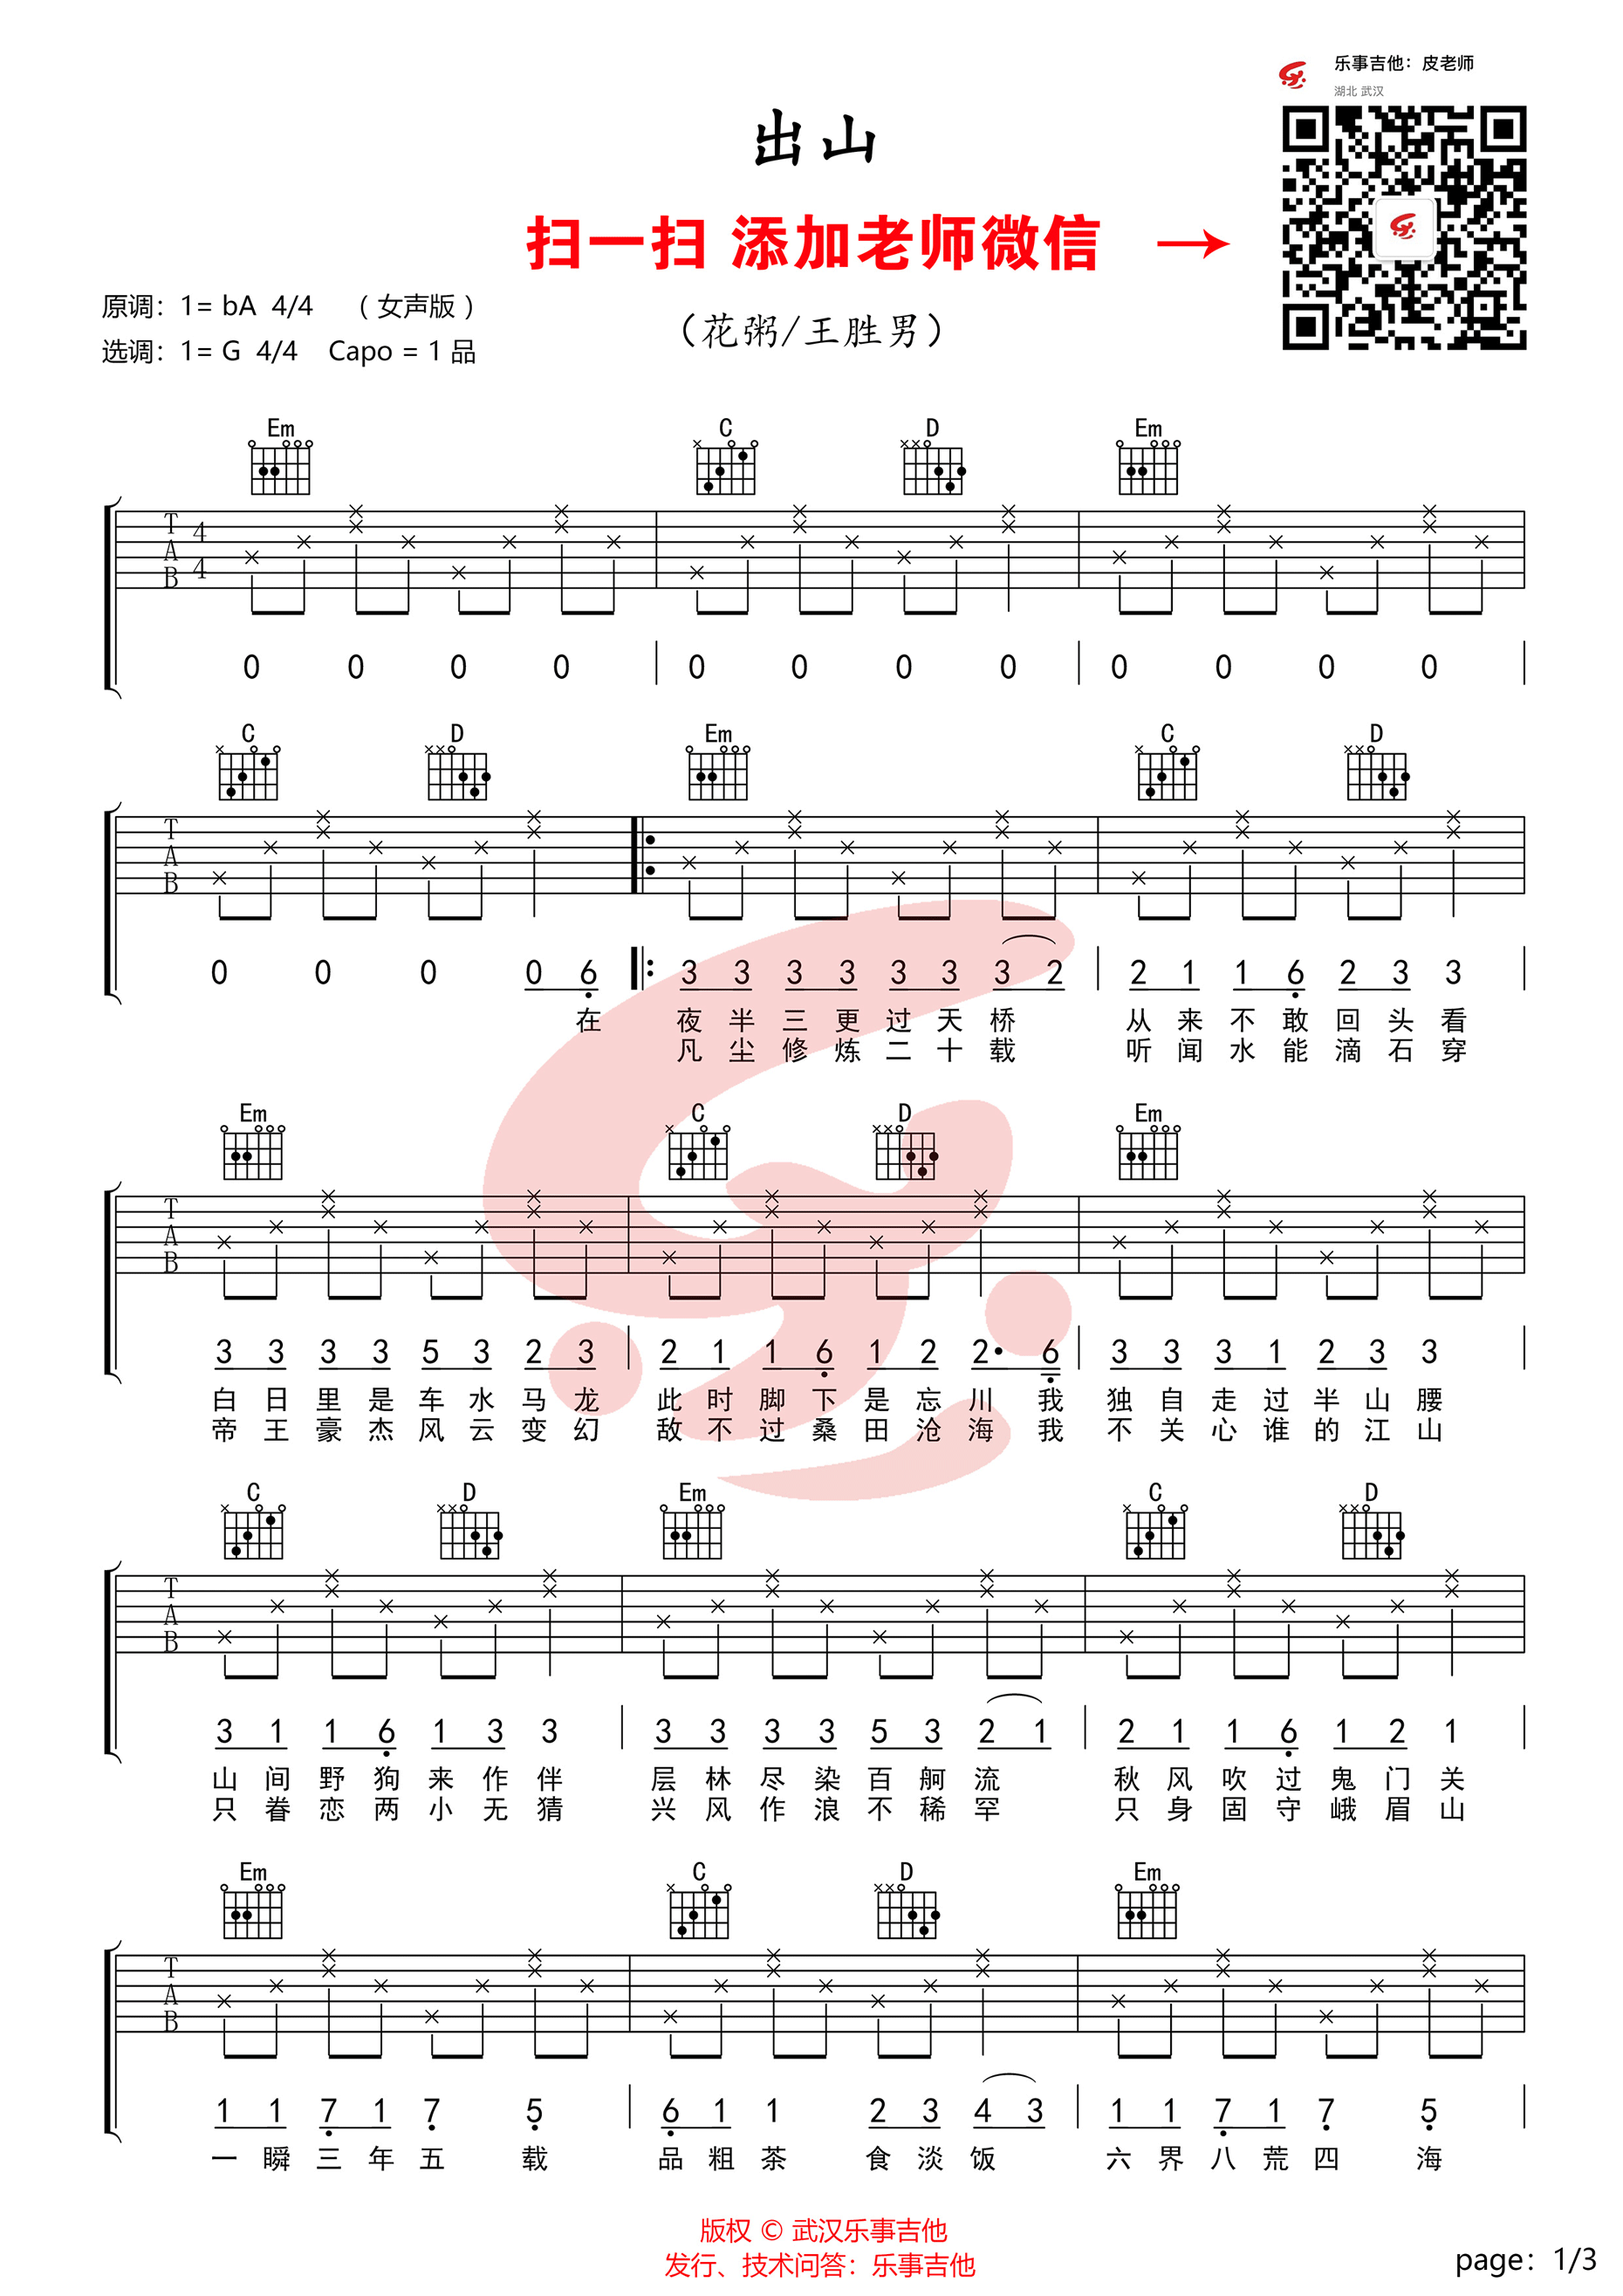 乐事吉他：皮老师
湖北 武汉
出山
扫一扫 添加老师微信 →
原调：1= bA 4/4 （女声版）
（花粥/王胜男）
选调：1= G 4/4 Capo = 1 品
Em C D Em
T A B 4 4
0 0 0 0 | 0 0 0 0 | 0 0 0 0 |
C D Em C D
T A B
0 0 0 0 6 ‖: 3 3 3 3 3 3 3 2 | 2 1 1 6 2 3 3 |
在 夜半三更过天桥 从来不敢回头看
凡尘修炼二十载 听闻水能滴石穿
Em C D Em
T A B
3 3 3 3 5 3 2 3 | 2 1 1 6 1 2 2· 6 | 3 3 3 1 2 3 3 |
白日里是车水马龙 此时脚下是忘川 我 独自走过半山腰
帝王豪杰风云变幻 敌不过桑田沧海 我 不关心谁的江山
C D Em C D
T A B
3 1 1 6 1 3 3 | 3 3 3 3 5 3 2 1 | 2 1 1 6 1 2 1 |
山间野狗来作伴 层林尽染百舸流 秋风吹过鬼门关
只眷恋两小无猜 兴风作浪不稀罕 只身固守峨眉山
Em C D Em
T A B
1 1 7 1 7 5 | 6 1 1 2 3 4 3 | 1 1 7 1 7 5 |
一瞬三年五载 品粗茶 食淡饭 六界八荒四海
版权 © 武汉乐事吉他
发行、技术问答：乐事吉他
page：1/3